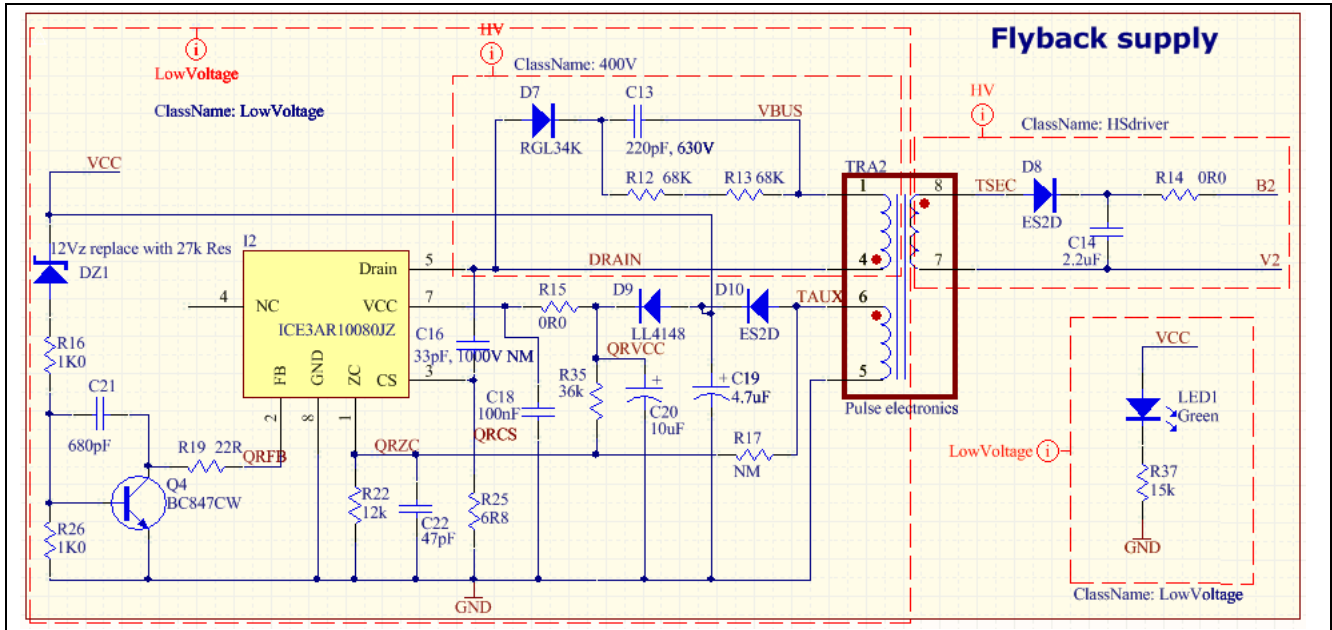 Flyback supply
HV
i
LowVoltage
ClassName: LowVoltage
i
ClassName: 400V
HV
i
ClassName: HSdriver
D7
RGL34K
C13
220pF, 630V
VBUS
R12 68K
R13 68K
TRA2
1
4
8
7
6
5
Pulse electronics
TSEC
D8
ES2D
R14 0R0
B2
C14
2.2uF
V2
VCC
12Vz replace with 27k Res
DZ1
I2
Drain
5
DRAIN
4
NC
VCC
7
ICE3AR10080JZ
FB
GND
ZC
CS
3
2
8
1
C16
33pF, 1000V NM
R15
0R0
D9
LL4148
D10
ES2D
TAUX
QRVCC
R35
36k
C18
100nF
QRCS
C20
10uF
+
C19
4.7uF
+
R17
NM
R16
1K0
C21
680pF
R19 22R
QRFB
QRZC
Q4
BC847CW
R26
1K0
R22
12k
C22
47pF
R25
6R8
GND
LowVoltage
i
VCC
LED1
Green
R37
15k
GND
ClassName: LowVoltage